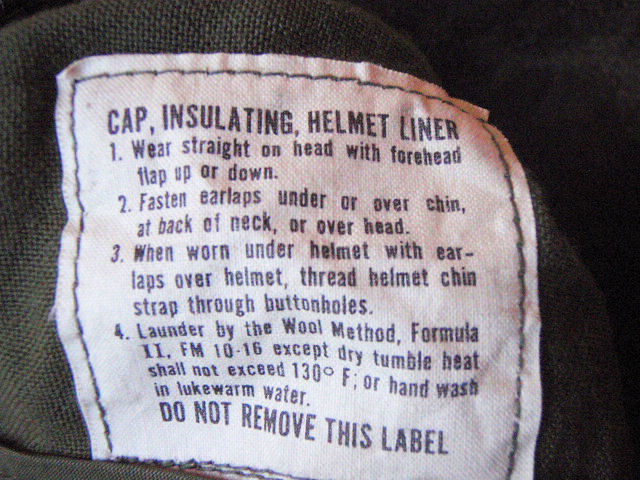 CAP, INSULATING, HELMET LINER
1. Wear straight on head with forehead
flap up or down.
2. Fasten earlaps under or over chin,
at back of neck, or over head.
3. When worn under helmet with ear-
laps over helmet, thread helmet chin
strap through buttonholes.
4. Launder by the Wool Method, Formula
II, FM 10-16 except dry tumble heat
shall not exceed 130° F; or hand wash
in lukewarm water.
DO NOT REMOVE THIS LABEL